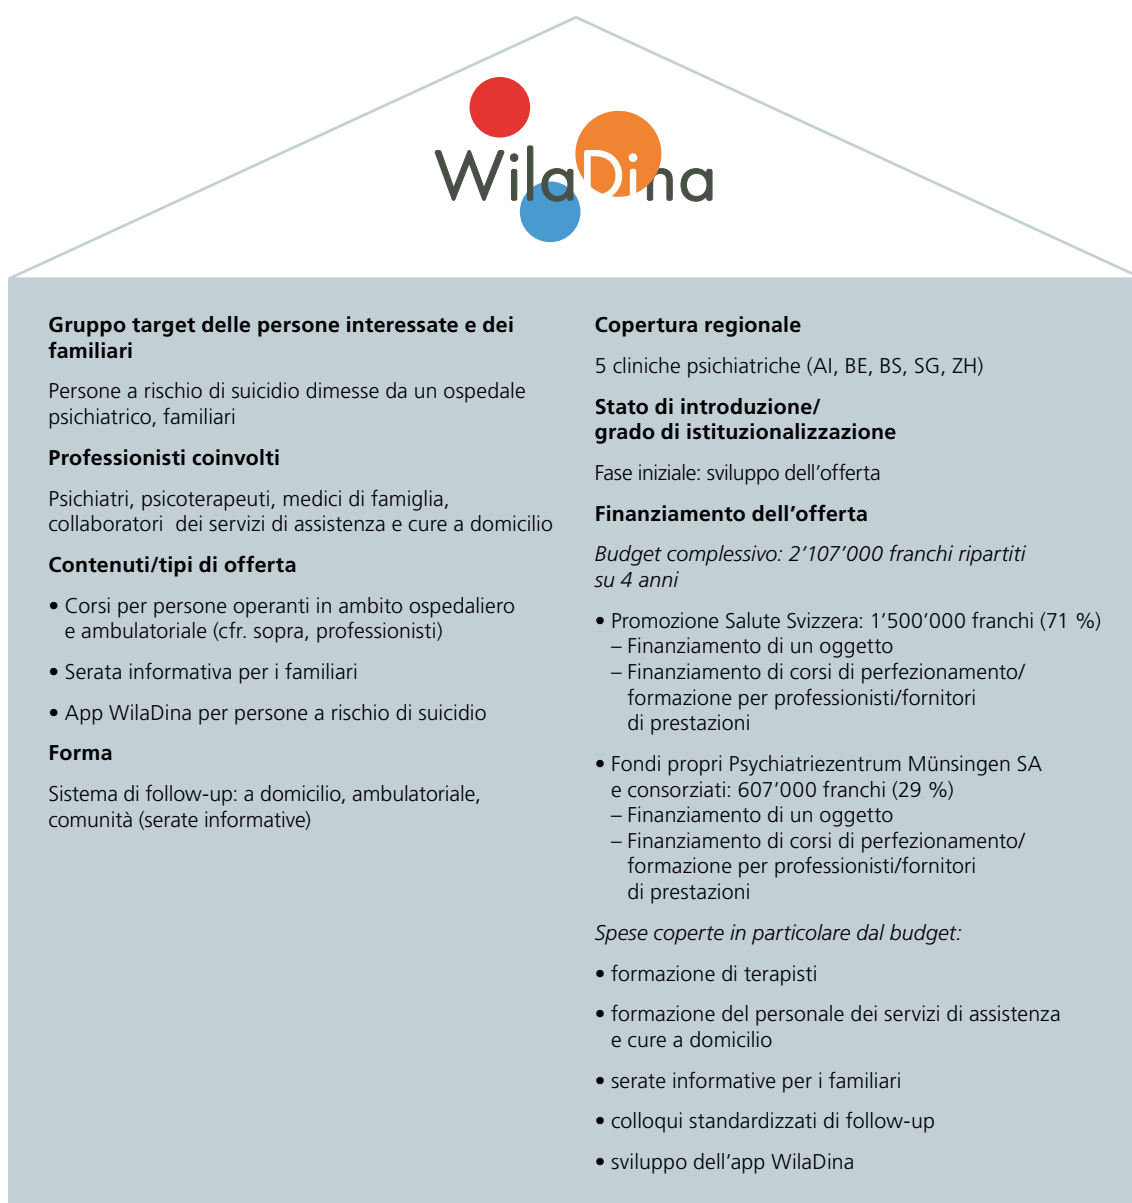 WilaDina
Gruppo target delle persone interessate e dei
familiari
Persone a rischio di suicidio dimesse da un ospedale
psichiatrico, familiari
Professionisti coinvolti
Psichiatri, psicoterapeuti, medici di famiglia,
collaboratori  dei servizi di assistenza e cure a domicilio
Contenuti/tipi di offerta
• Corsi per persone operanti in ambito ospedaliero
e ambulatoriale (cfr. sopra, professionisti)
• Serata informativa per i familiari
• App WilaDina per persone a rischio di suicidio
Forma
Sistema di follow-up: a domicilio, ambulatoriale,
comunità (serate informative)
Copertura regionale
5 cliniche psichiatriche (AI, BE, BS, SG, ZH)
Stato di introduzione/
grado di istituzionalizzazione
Fase iniziale: sviluppo dell’offerta
Finanziamento dell’offerta
Budget complessivo: 2’107’000 franchi ripartiti
su 4 anni
• Promozione Salute Svizzera: 1’500’000 franchi (71 %)
– Finanziamento di un oggetto
– Finanziamento di corsi di perfezionamento/
formazione per professionisti/fornitori
di prestazioni
• Fondi propri Psychiatriezentrum Münsingen SA
e consorziati: 607’000 franchi (29 %)
– Finanziamento di un oggetto
– Finanziamento di corsi di perfezionamento/
formazione per professionisti/fornitori
di prestazioni
Spese coperte in particolare dal budget:
• formazione di terapisti
• formazione del personale dei servizi di assistenza
e cure a domicilio
• serate informative per i familiari
• colloqui standardizzati di follow-up
• sviluppo dell’app WilaDina